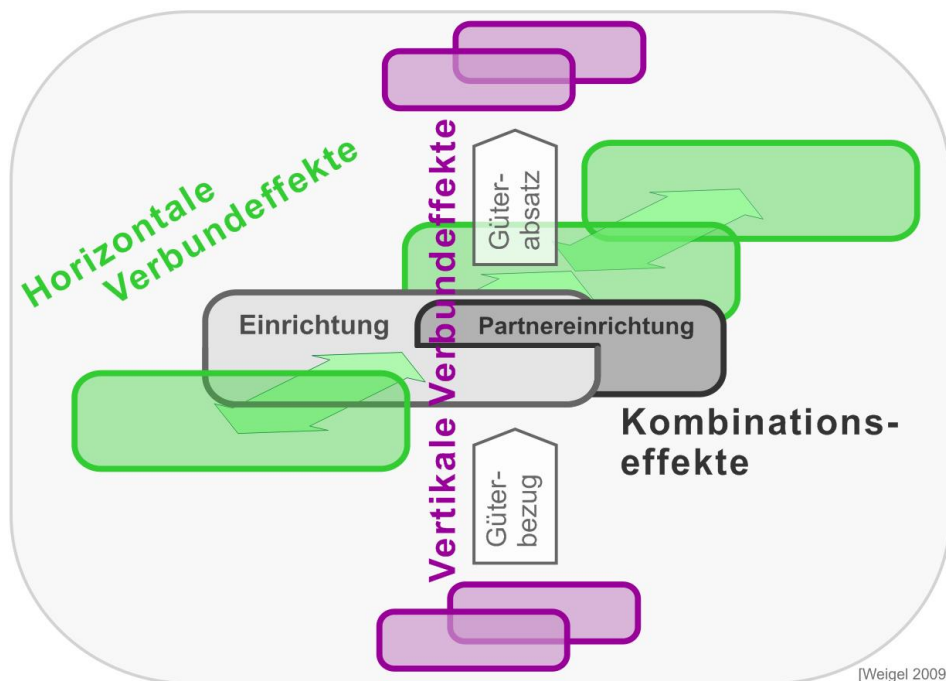 Horizontale
Verbundeffekte
Vertikale Verbundeffekte
Güter-
absatz
Einrichtung
Partnereinrichtung
Kombinations-
effekte
Güter-
bezug
[Weigel 2009